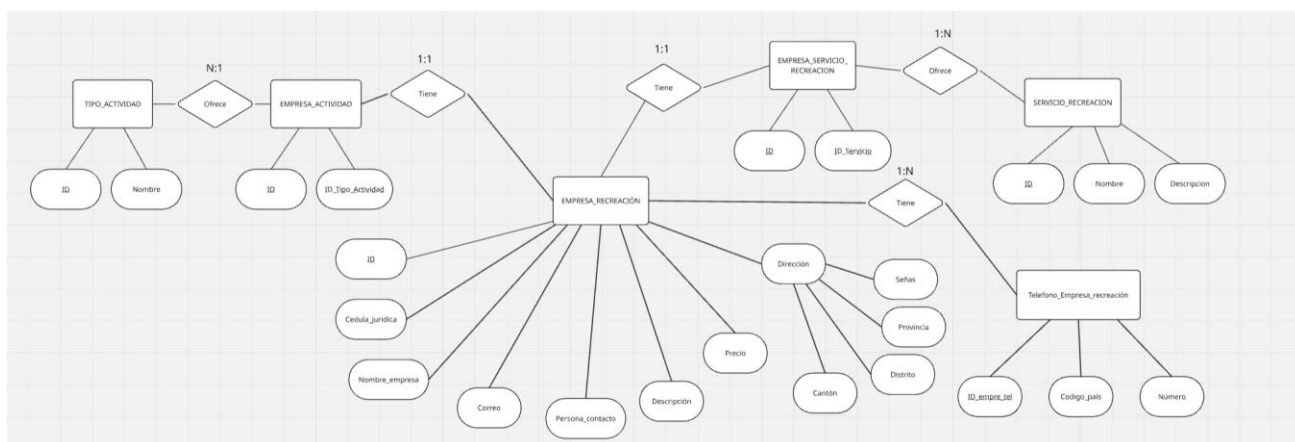 1:1
1:1
1:N
N:1
EMPRESA_SERVICIO_
RECREACION
Ofrece
Tiene
Tiene
TIPO_ACTIVIDAD
Ofrece
EMPRESA_ACTIVIDAD
SERVICIO_RECREACION
ID
ID_Servicio
1:N
ID
Nombre
ID
ID_Tipo_Actividad
ID
Nombre
Descripcion
EMPRESA_RECREACIÓN
Tiene
ID
Dirección
Señas
Telefono_Empresa_recreación
Cedula_juridica
Provincia
Precio
Nombre_empresa
Distrito
Cantón
Correo
Persona_contacto
Descripción
ID_empre_tel
Codigo_país
Número